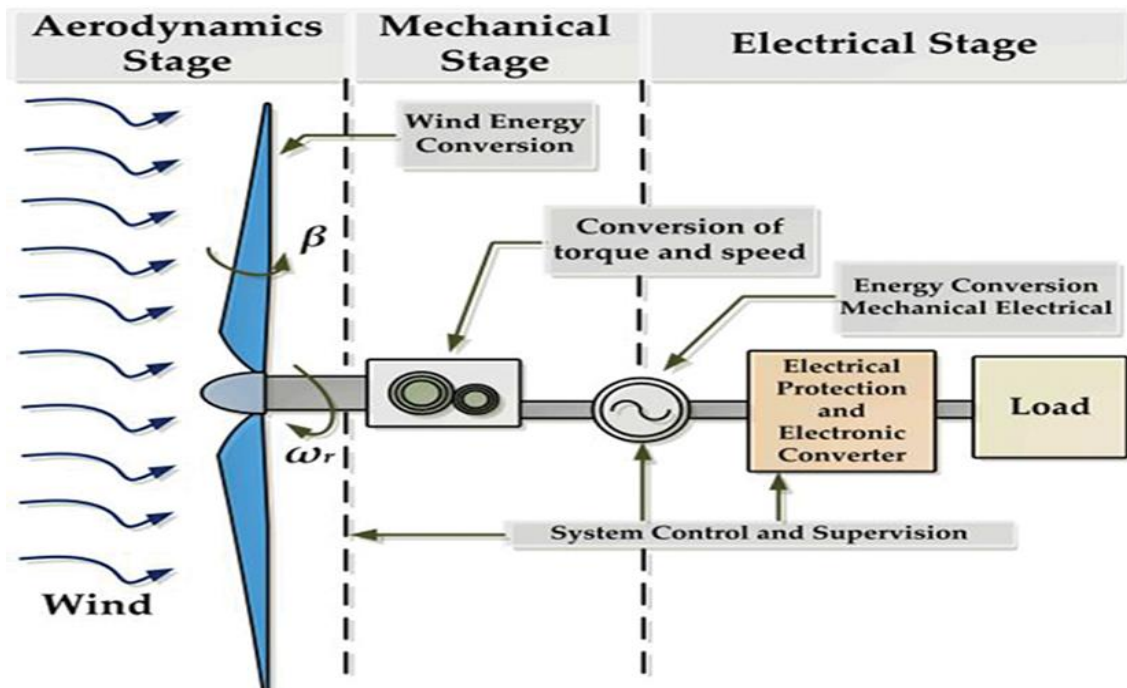 Aerodynamics
Stage
Mechanical
Stage
Electrical Stage
Wind Energy
Conversion
β
Conversion of
torque and speed
Energy Conversion
Mechanical Electrical
Electrical
Protection
and
Electronic
Converter
Load
ωr
System Control and Supervision
Wind